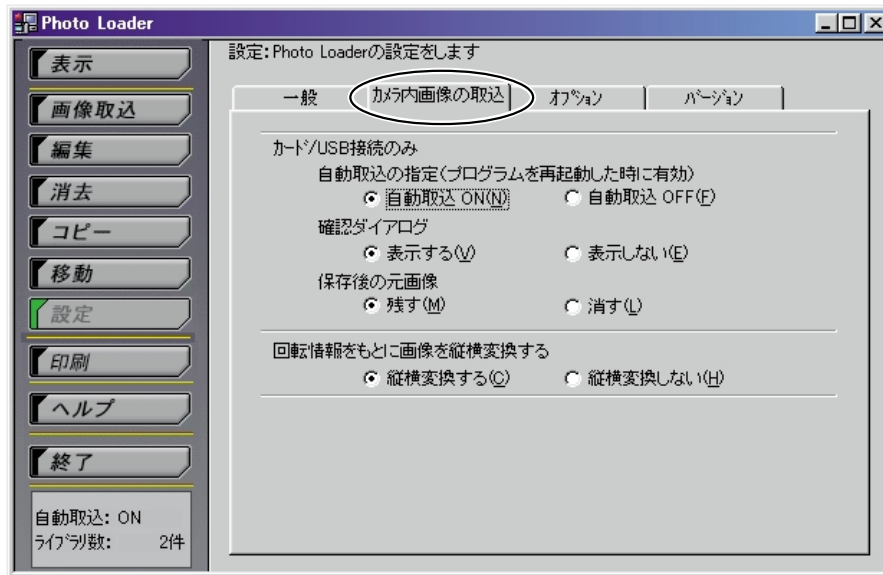 Photo Loader
表示
画像取込
編集
消去
コピー
移動
設定
印刷
ヘルプ
終了
自動取込: ON
ﾗｲﾌﾞﾗﾘ数: 2件
設定：Photo Loaderの設定をします
一般
ｶﾒﾗ内画像の取込
ｵﾌﾟｼｮﾝ
ﾊﾞｰｼﾞｮﾝ
ｶｰﾄﾞ/USB接続のみ
自動取込の指定(プログラムを再起動した時に有効)
自動取込 ON(N) 自動取込 OFF(F)
確認ダイアログ
表示する(V) 表示しない(E)
保存後の元画像
残す(M) 消す(L)
回転情報をもとに画像を縦横変換する
縦横変換する(C) 縦横変換しない(H)